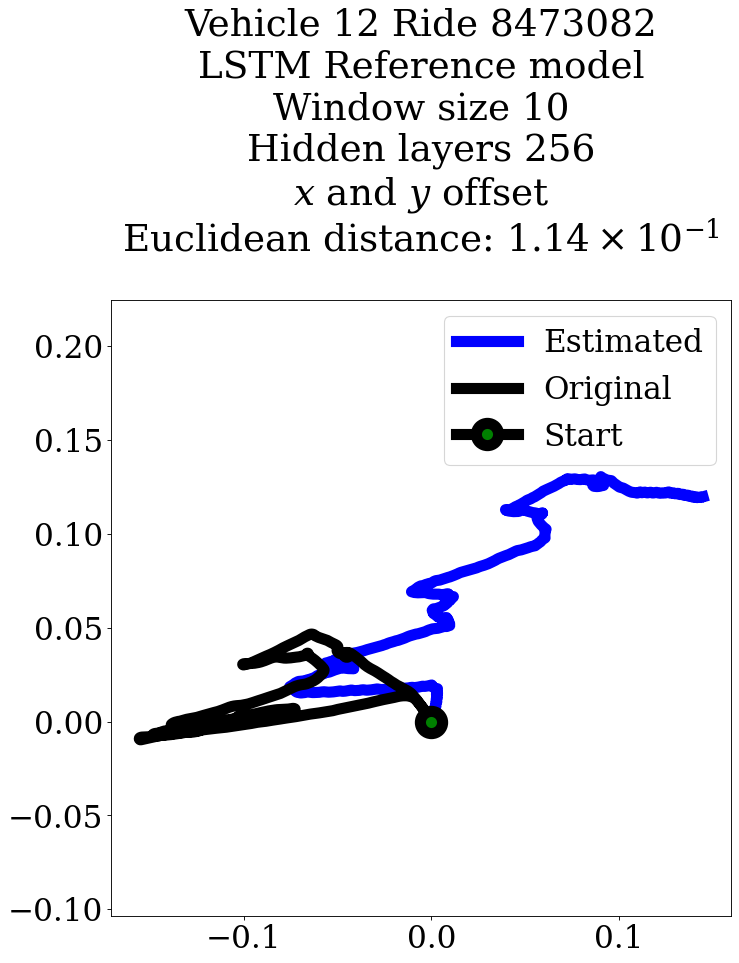 Vehicle 12 Ride 8473082
LSTM Reference model
Window size 10
Hidden layers 256
x and y offset
Euclidean distance: 1.14 × 10⁻¹
Estimated
Original
Start
0.20
0.15
0.10
0.05
0.00
−0.05
−0.10
−0.1 0.0 0.1